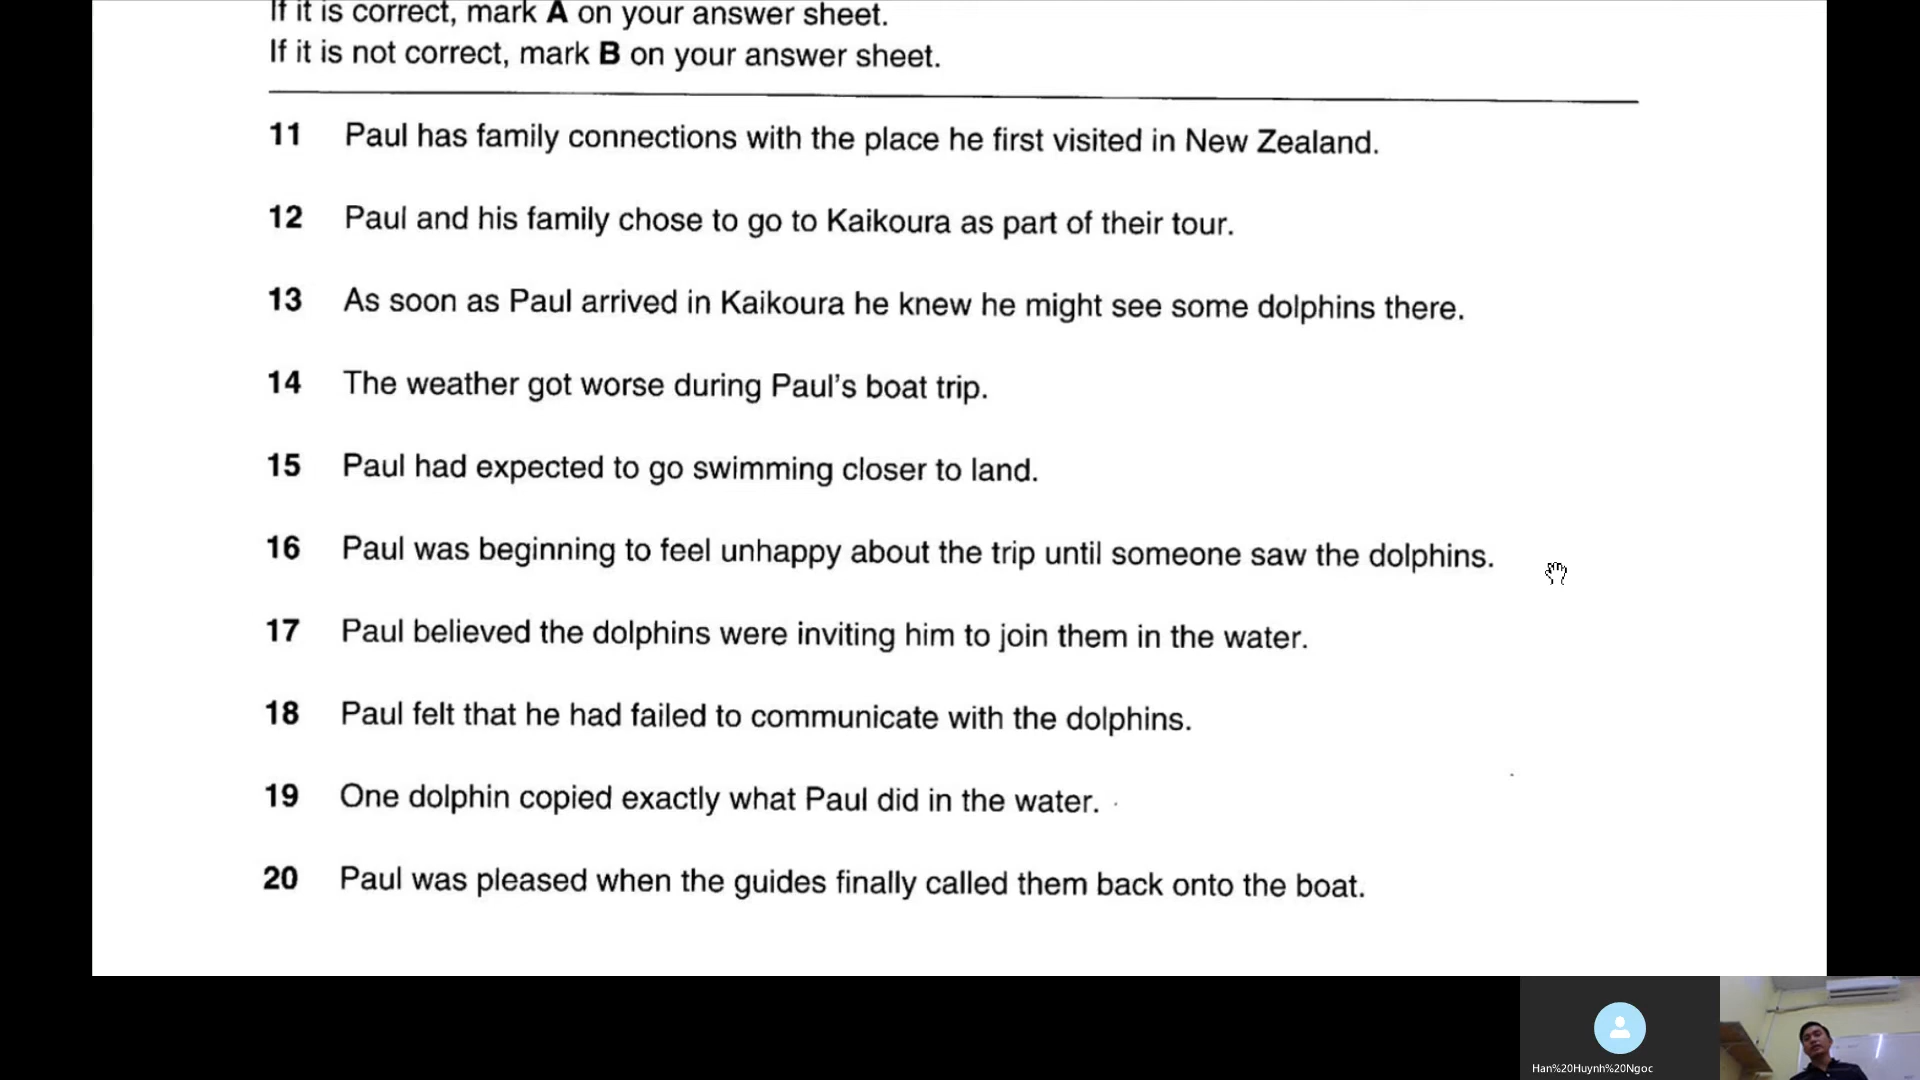 If it is correct, mark A on your answer sheet.
If it is not correct, mark B on your answer sheet.
11 Paul has family connections with the place he first visited in New Zealand.
12 Paul and his family chose to go to Kaikoura as part of their tour.
13 As soon as Paul arrived in Kaikoura he knew he might see some dolphins there.
14 The weather got worse during Paul's boat trip.
15 Paul had expected to go swimming closer to land.
16 Paul was beginning to feel unhappy about the trip until someone saw the dolphins.
17 Paul believed the dolphins were inviting him to join them in the water.
18 Paul felt that he had failed to communicate with the dolphins.
19 One dolphin copied exactly what Paul did in the water.
20 Paul was pleased when the guides finally called them back onto the boat.
Han%20Huynh%20Ngoc